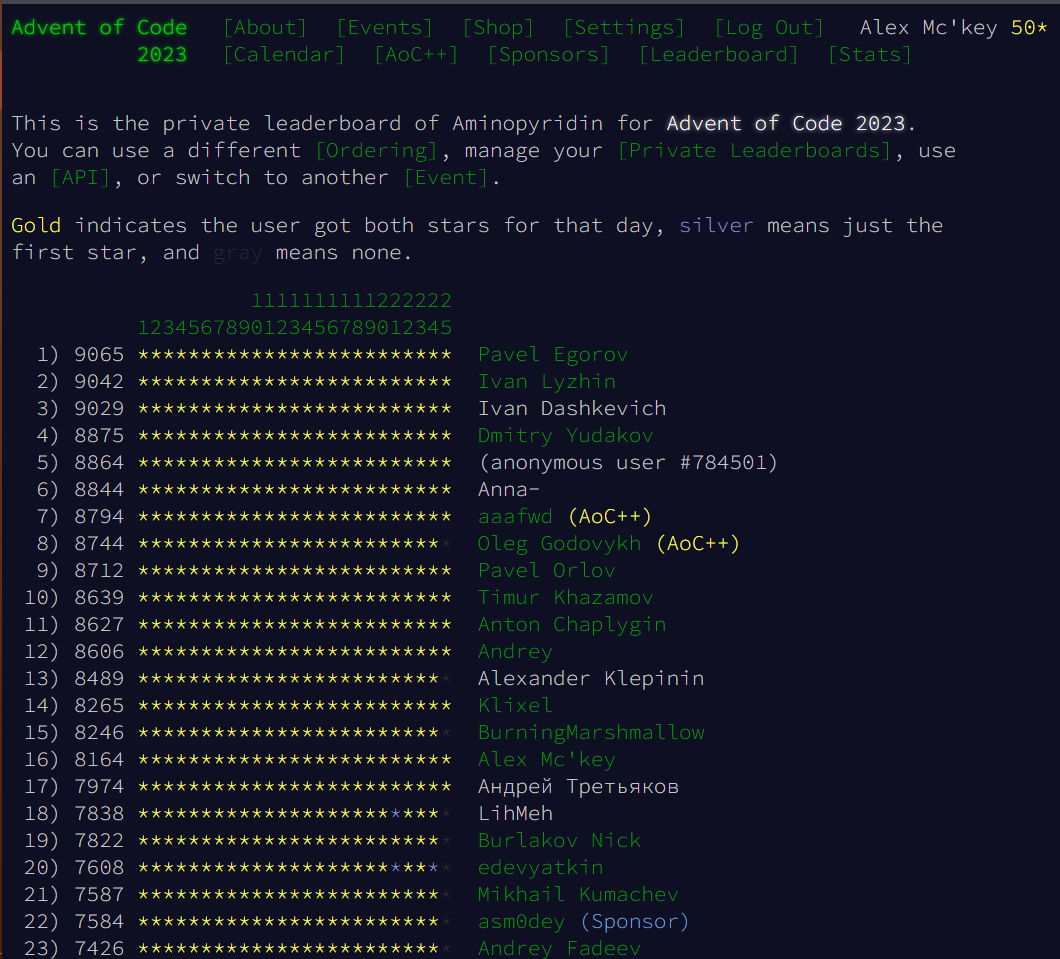 Advent of Code [About] [Events] [Shop] [Settings] [Log Out] Alex Mc'key 50*
2023 [Calendar] [AoC++] [Sponsors] [Leaderboard] [Stats]
This is the private leaderboard of Aminopyridin for Advent of Code 2023.
You can use a different [Ordering], manage your [Private Leaderboards], use
an [API], or switch to another [Event].
Gold indicates the user got both stars for that day, silver means just the
first star, and gray means none.
1111111111222222
1234567890123456789012345
1) 9065 ************************* Pavel Egorov
2) 9042 ************************* Ivan Lyzhin
3) 9029 ************************* Ivan Dashkevich
4) 8875 ************************* Dmitry Yudakov
5) 8864 ************************* (anonymous user #784501)
6) 8844 ************************* Anna-
7) 8794 ************************* aaafwd (AoC++)
8) 8744 ************************* Oleg Godovykh (AoC++)
9) 8712 ************************* Pavel Orlov
10) 8639 ************************* Timur Khazamov
11) 8627 ************************* Anton Chaplygin
12) 8606 ************************* Andrey
13) 8489 ************************* Alexander Klepinin
14) 8265 ************************* Klixel
15) 8246 ************************* BurningMarshmallow
16) 8164 ************************* Alex Mc'key
17) 7974 ************************* Андрей Третьяков
18) 7838 ************************* LihMeh
19) 7822 ************************* Burlakov Nick
20) 7608 ************************* edevyatkin
21) 7587 ************************* Mikhail Kumachev
22) 7584 ************************* asm0dey (Sponsor)
23) 7426 ************************* Andrey Fadeev